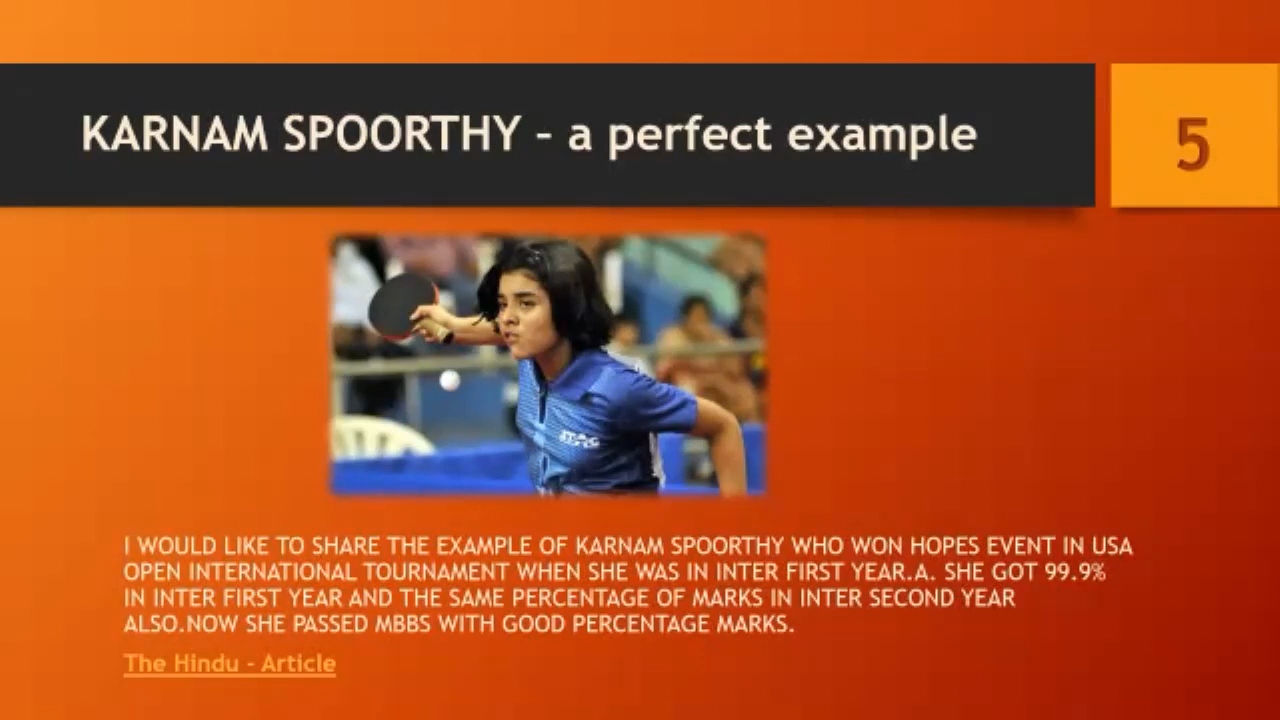 KARNAM SPOORTHY – a perfect example
5
I WOULD LIKE TO SHARE THE EXAMPLE OF KARNAM SPOORTHY WHO WON HOPES EVENT IN USA
OPEN INTERNATIONAL TOURNAMENT WHEN SHE WAS IN INTER FIRST YEAR.A. SHE GOT 99.9%
IN INTER FIRST YEAR AND THE SAME PERCENTAGE OF MARKS IN INTER SECOND YEAR
ALSO.NOW SHE PASSED MBBS WITH GOOD PERCENTAGE MARKS.
The Hindu - Article